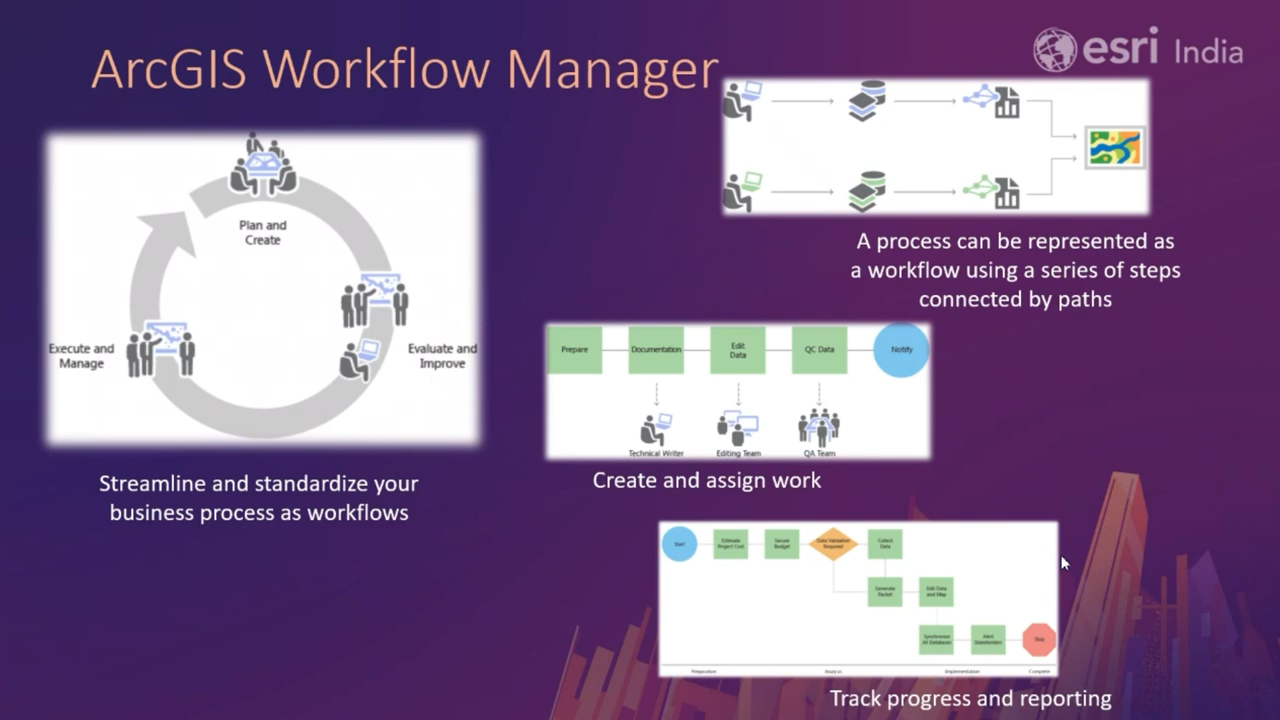 ArcGIS Workflow Manager
esri India
Plan and
Create
Execute and
Manage
Evaluate and
Improve
Streamline and standardize your
business process as workflows
A process can be represented as
a workflow using a series of steps
connected by paths
Prepare
Documentation
Edit
Data
QC Data
Notify
Technical Writer
Editing Team
QA Team
Create and assign work
Start
Estimate
Project Cost
Secure
Budget
Data Validation
Required
Collect
Data
Generate
Packet
Edit Data
and Map
Synchronize
All Databases
Alert
Stakeholders
Stop
Preparation
Analysis
Implementation
Complete
Track progress and reporting